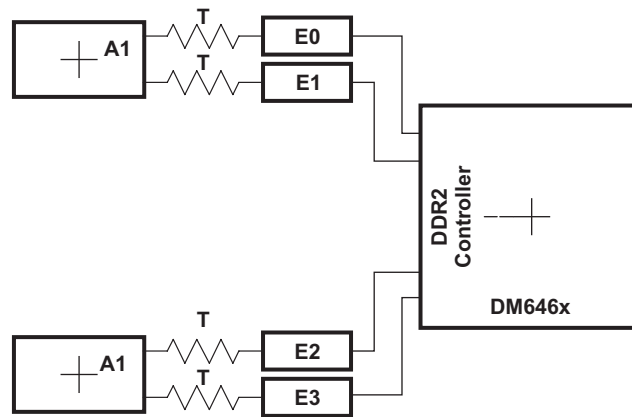 T
A1
E0
T
E1
DDR2
Controller
DM646x
T
A1
E2
T
E3